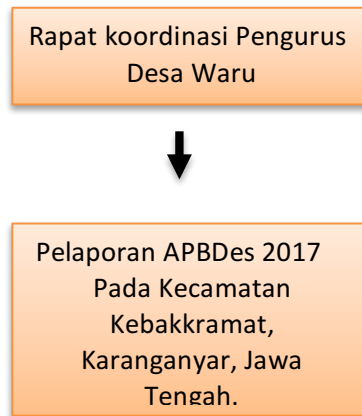 Rapat koordinasi Pengurus
Desa Waru
Pelaporan APBDes 2017
Pada Kecamatan
Kebakkramat,
Karanganyar, Jawa
Tengah.